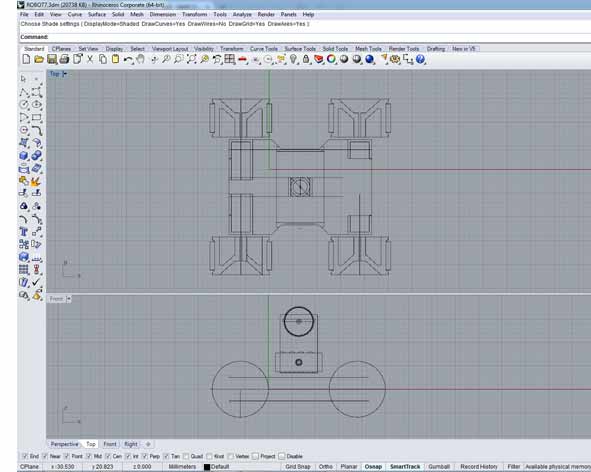 ROBOT7.3dm (20738 KB) - Rhinoceros Corporate (64-bit)
File Edit View Curve Surface Solid Mesh Dimension Transform Tools Analyze Render Panels Help
Choose Shade settings ( DisplayMode=Shaded DrawCurves=Yes DrawWires=No DrawGrid=Yes DrawAxes=Yes ):
Command:
Standard CPlanes Set View Display Select Viewport Layout Visibility Transform Curve Tools Surface Tools Solid Tools Mesh Tools Render Tools Drafting New in V5
Top
y
x
Front
z
x
Perspective Top Front Right
End Near Point Mid Cen Int Perp Tan Quad Knot Vertex Project Disable
CPlane x -30.530 y 20.823 z 0.000 Millimeters Default Grid Snap Ortho Planar Osnap SmartTrack Gumball Record History Filter Available physical memor